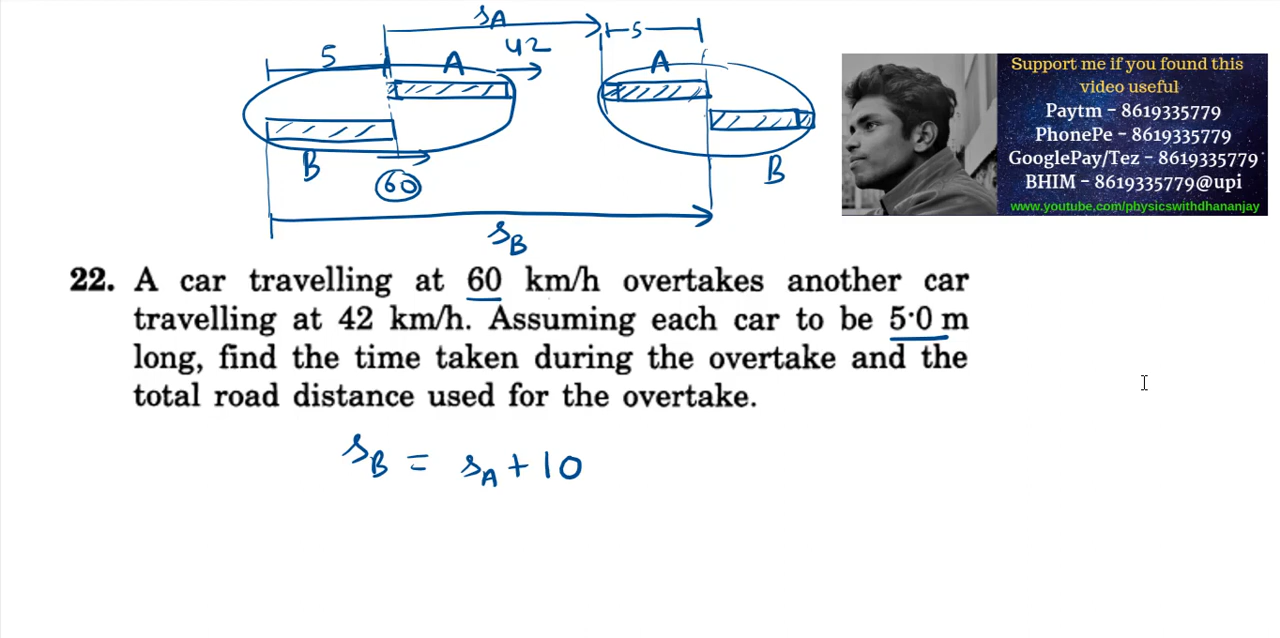 sA
5
42
A
B
60
5
A
B
sB
Support me if you found this
video useful
Paytm - 8619335779
PhonePe - 8619335779
GooglePay/Tez - 8619335779
BHIM - 8619335779@upi
www.youtube.com/physicswithdhananjay
22. A car travelling at 60 km/h overtakes another car
travelling at 42 km/h. Assuming each car to be 5·0 m
long, find the time taken during the overtake and the
total road distance used for the overtake.
sB = sA + 10